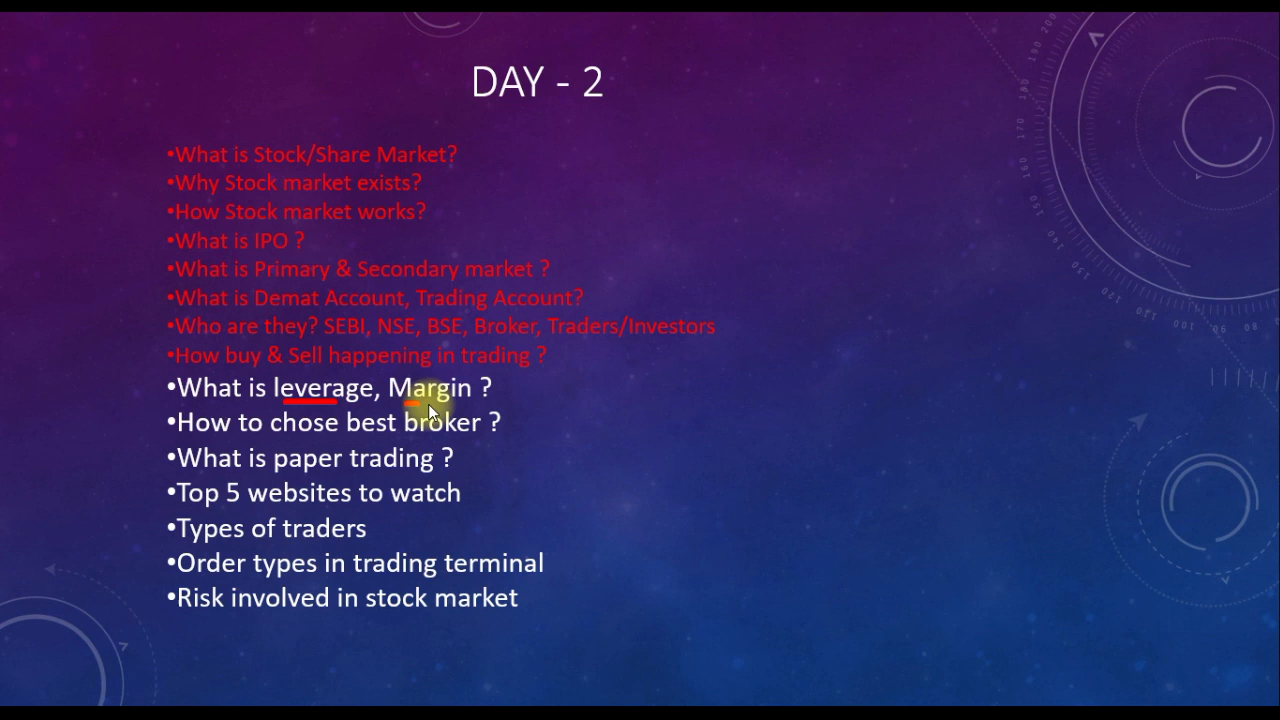 DAY - 2
•What is Stock/Share Market?
•Why Stock market exists?
•How Stock market works?
•What is IPO ?
•What is Primary & Secondary market ?
•What is Demat Account, Trading Account?
•Who are they? SEBI, NSE, BSE, Broker, Traders/Investors
•How buy & Sell happening in trading ?
•What is leverage, Margin ?
•How to chose best broker ?
•What is paper trading ?
•Top 5 websites to watch
•Types of traders
•Order types in trading terminal
•Risk involved in stock market